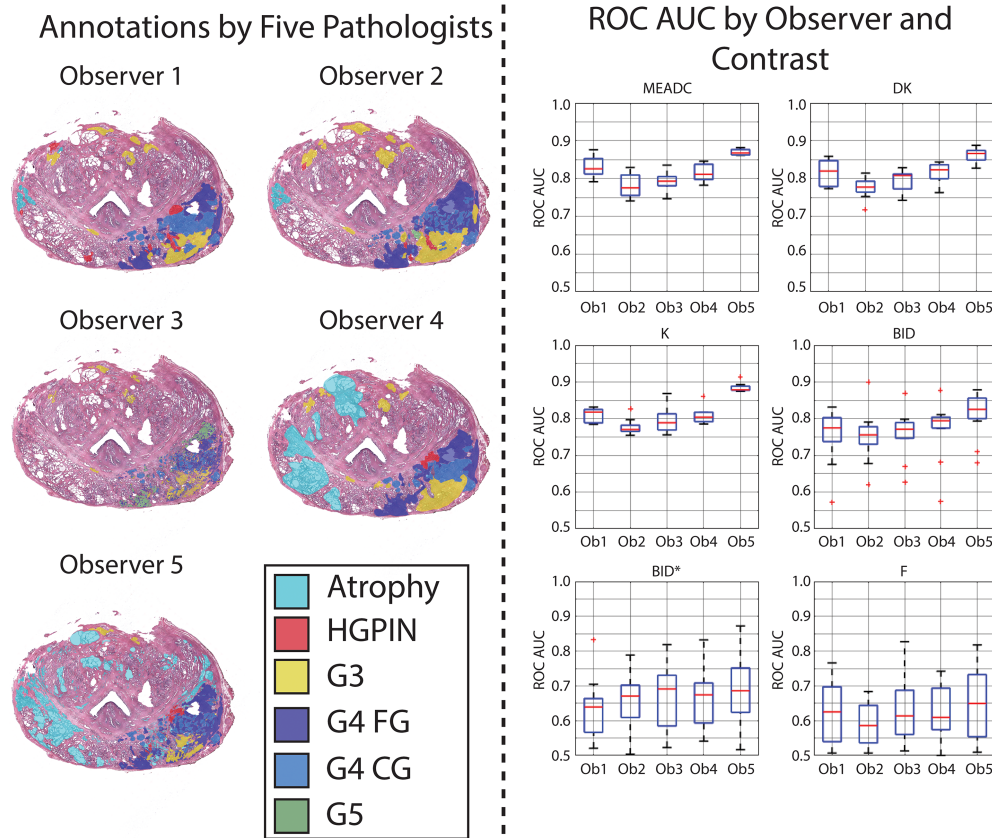 Annotations by Five Pathologists
Observer 1
Observer 2
Observer 3
Observer 4
Observer 5
Atrophy
HGPIN
G3
G4 FG
G4 CG
G5
ROC AUC by Observer and
Contrast
MEADC
1.0
0.9
0.8
0.7
0.6
0.5
ROC AUC
Ob1 Ob2 Ob3 Ob4 Ob5
DK
1.0
0.9
0.8
0.7
0.6
0.5
ROC AUC
Ob1 Ob2 Ob3 Ob4 Ob5
K
1.0
0.9
0.8
0.7
0.6
0.5
ROC AUC
Ob1 Ob2 Ob3 Ob4 Ob5
BID
1.0
0.9
0.8
0.7
0.6
0.5
ROC AUC
Ob1 Ob2 Ob3 Ob4 Ob5
BID*
1.0
0.9
0.8
0.7
0.6
0.5
ROC AUC
Ob1 Ob2 Ob3 Ob4 Ob5
F
1.0
0.9
0.8
0.7
0.6
0.5
ROC AUC
Ob1 Ob2 Ob3 Ob4 Ob5